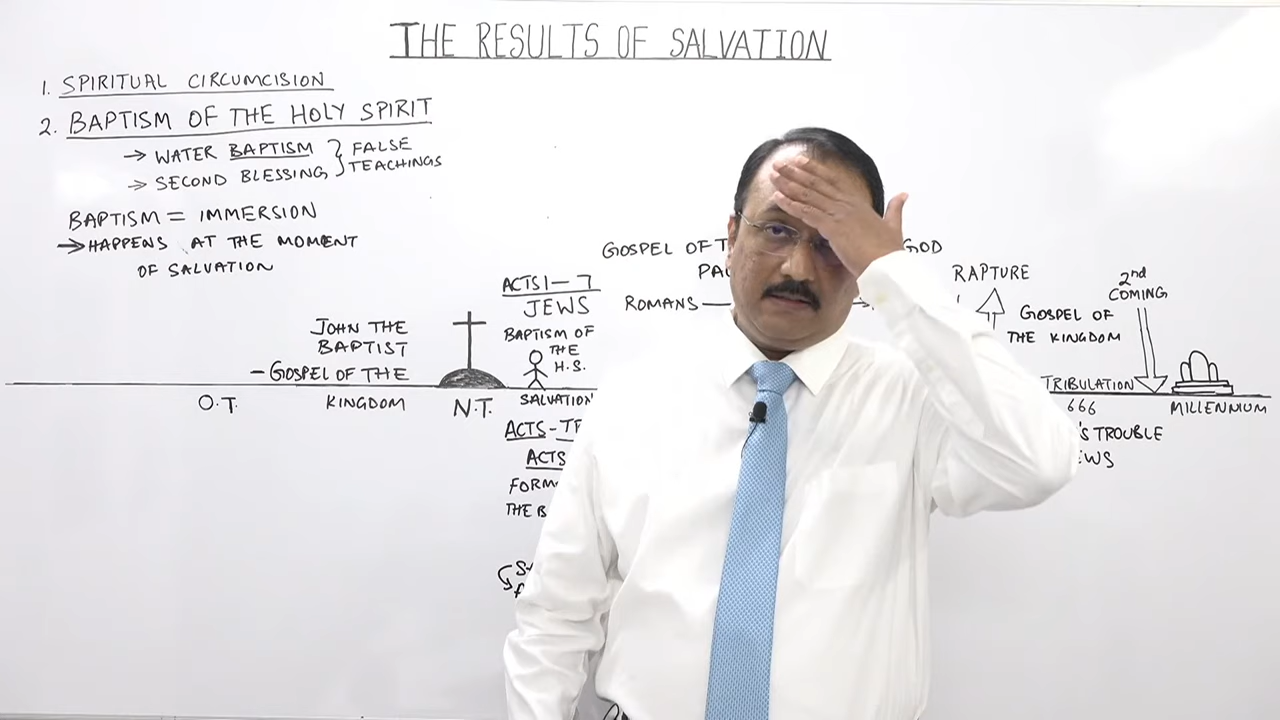 THE RESULTS OF SALVATION
1. SPIRITUAL CIRCUMCISION
2. BAPTISM OF THE HOLY SPIRIT
→ WATER BAPTISM } FALSE
→ SECOND BLESSING } TEACHINGS
BAPTISM = IMMERSION
→ HAPPENS AT THE MOMENT
OF SALVATION
JOHN THE
BAPTIST
- GOSPEL OF THE
KINGDOM
O.T.
N.T.
ACTS 1 - 7
JEWS
BAPTISM OF
THE
H.S.
SALVATION
ACTS -
ACTS
THE B
GOSPEL OF
GOD
ROMANS —
RAPTURE
GOSPEL OF
THE KINGDOM
2nd
COMING
TRIBULATION
666
'S TROUBLE
MILLENNIUM